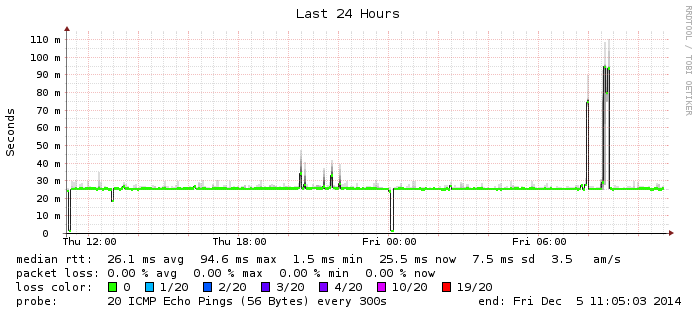 Last 24 Hours
RRDTOOL / TOBI OETIKER
Seconds
110 m
100 m
90 m
80 m
70 m
60 m
50 m
40 m
30 m
20 m
10 m
0
Thu 12:00 Thu 18:00 Fri 00:00 Fri 06:00
median rtt: 26.1 ms avg 94.6 ms max 1.5 ms min 25.5 ms now 7.5 ms sd 3.5 am/s
packet loss: 0.00 % avg 0.00 % max 0.00 % min 0.00 % now
loss color: 0 1/20 2/20 3/20 4/20 10/20 19/20
probe: 20 ICMP Echo Pings (56 Bytes) every 300s end: Fri Dec 5 11:05:03 2014